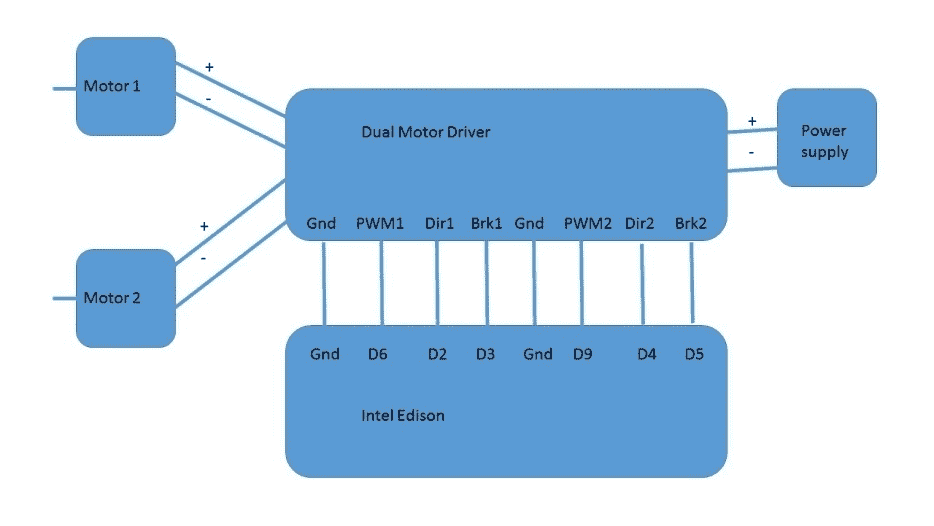 Motor 1
+
-
Dual Motor Driver
+
-
Power
supply
Gnd PWM1 Dir1 Brk1 Gnd PWM2 Dir2 Brk2
+
-
Motor 2
Gnd D6 D2 D3 Gnd D9 D4 D5
Intel Edison